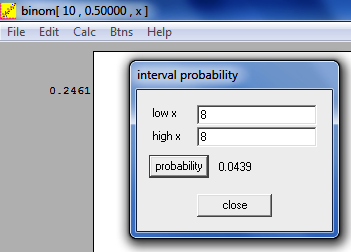 binom[ 10 , 0.50000 , x ]
File Edit Calc Btns Help
0.2461
interval probability
low x 8
high x 8
probability 0.0439
close